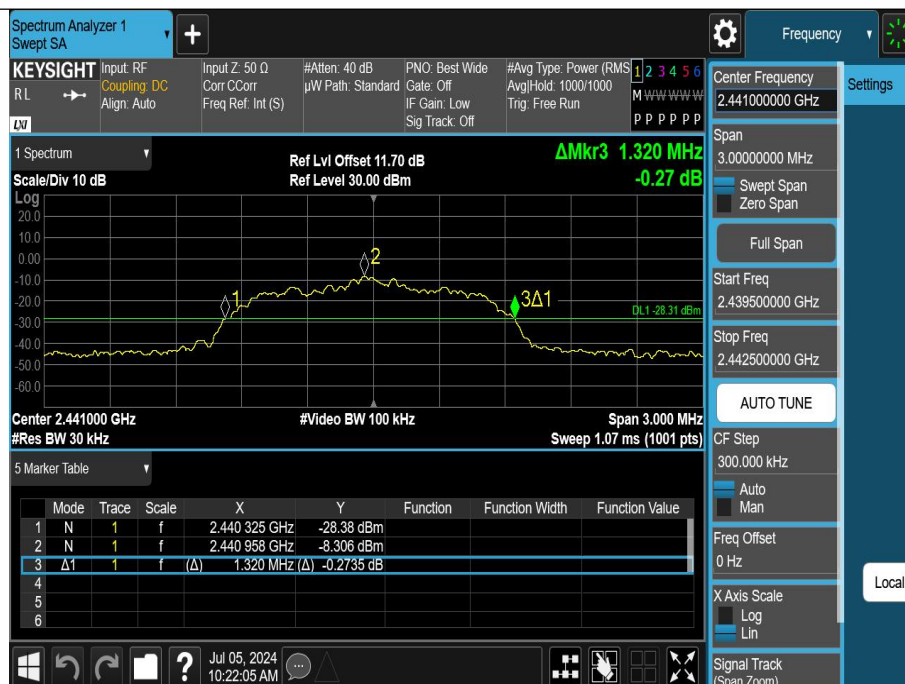 Spectrum Analyzer 1
Swept SA
Frequency
KEYSIGHT
RL
LXI
Input: RF
Coupling: DC
Align: Auto
Input Z: 50 Ω
Corr CCorr
Freq Ref: Int (S)
#Atten: 40 dB
µW Path: Standard
PNO: Best Wide
Gate: Off
IF Gain: Low
Sig Track: Off
#Avg Type: Power (RMS
Avg|Hold: 1000/1000
Trig: Free Run
1 2 3 4 5 6
M W W W W W
P P P P P P
1 Spectrum
Scale/Div 10 dB
Ref Lvl Offset 11.70 dB
Ref Level 30.00 dBm
ΔMkr3 1.320 MHz
-0.27 dB
Log
20.0
10.0
0.00
-10.0
-20.0
-30.0
-40.0
-50.0
-60.0
1
2
3Δ1
DL1 -28.31 dBm
Center 2.441000 GHz
#Res BW 30 kHz
#Video BW 100 kHz
Span 3.000 MHz
Sweep 1.07 ms (1001 pts)
5 Marker Table
Mode Trace Scale X Y Function Function Width Function Value
1 N 1 f 2.440 325 GHz -28.38 dBm
2 N 1 f 2.440 958 GHz -8.306 dBm
3 Δ1 1 f (Δ) 1.320 MHz (Δ) -0.2735 dB
4
5
6
?
Jul 05, 2024
10:22:05 AM
Center Frequency
2.441000000 GHz
Span
3.00000000 MHz
Swept Span
Zero Span
Full Span
Start Freq
2.439500000 GHz
Stop Freq
2.442500000 GHz
AUTO TUNE
CF Step
300.000 kHz
Auto
Man
Freq Offset
0 Hz
X Axis Scale
Log
Lin
Signal Track
(Span Zoom)
Settings
Local